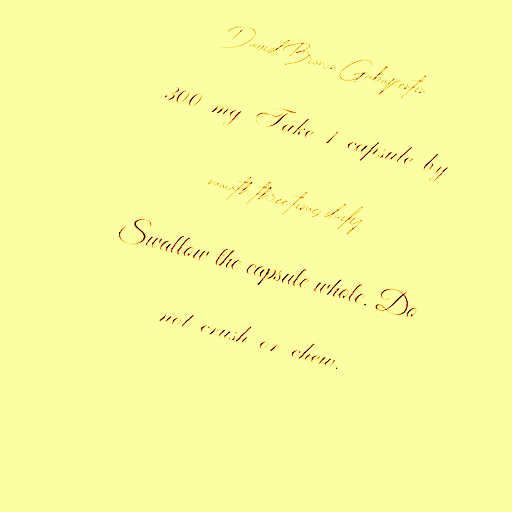 David Brown Gabapentin
300 mg Take 1 capsule by
mouth three times daily
Swallow the capsule whole. Do
not crush or chew.